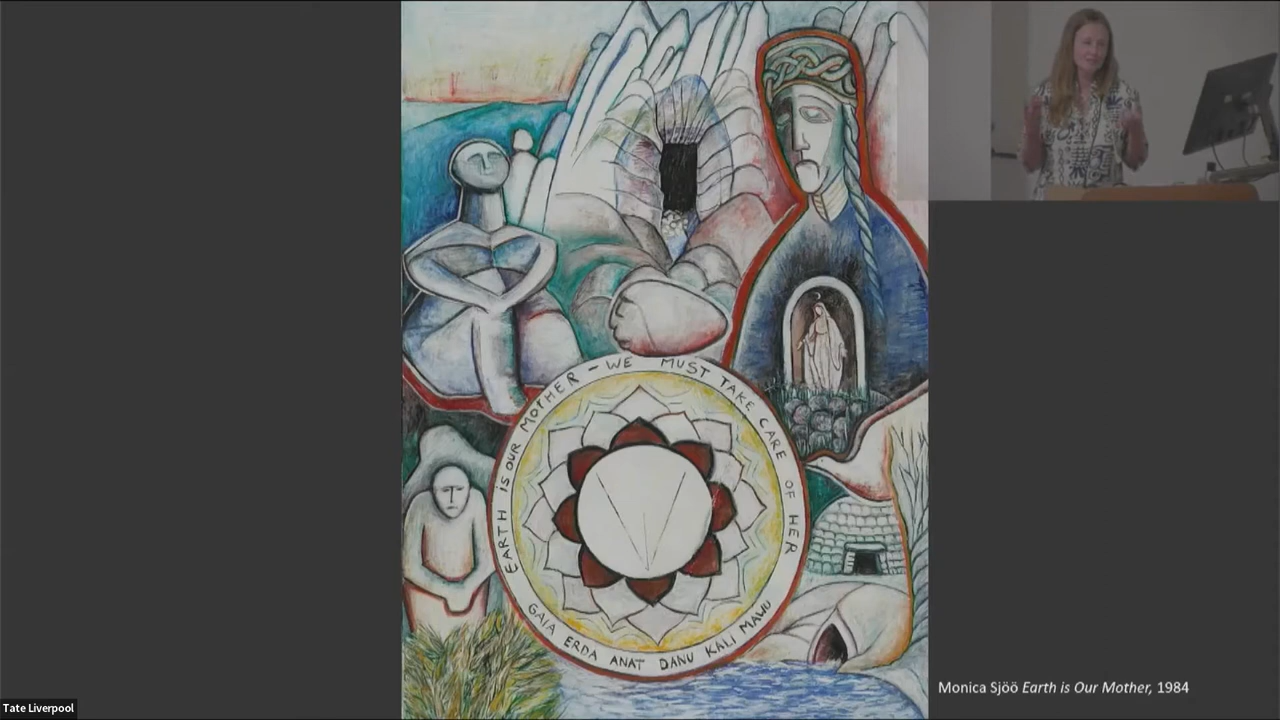 EARTH iS OUR MOTHER - WE MUST TAKE CARE OF HER
GAIA ERDA ANAT DANU KALI MAWU
Monica Sjöö Earth is Our Mother, 1984
Tate Liverpool